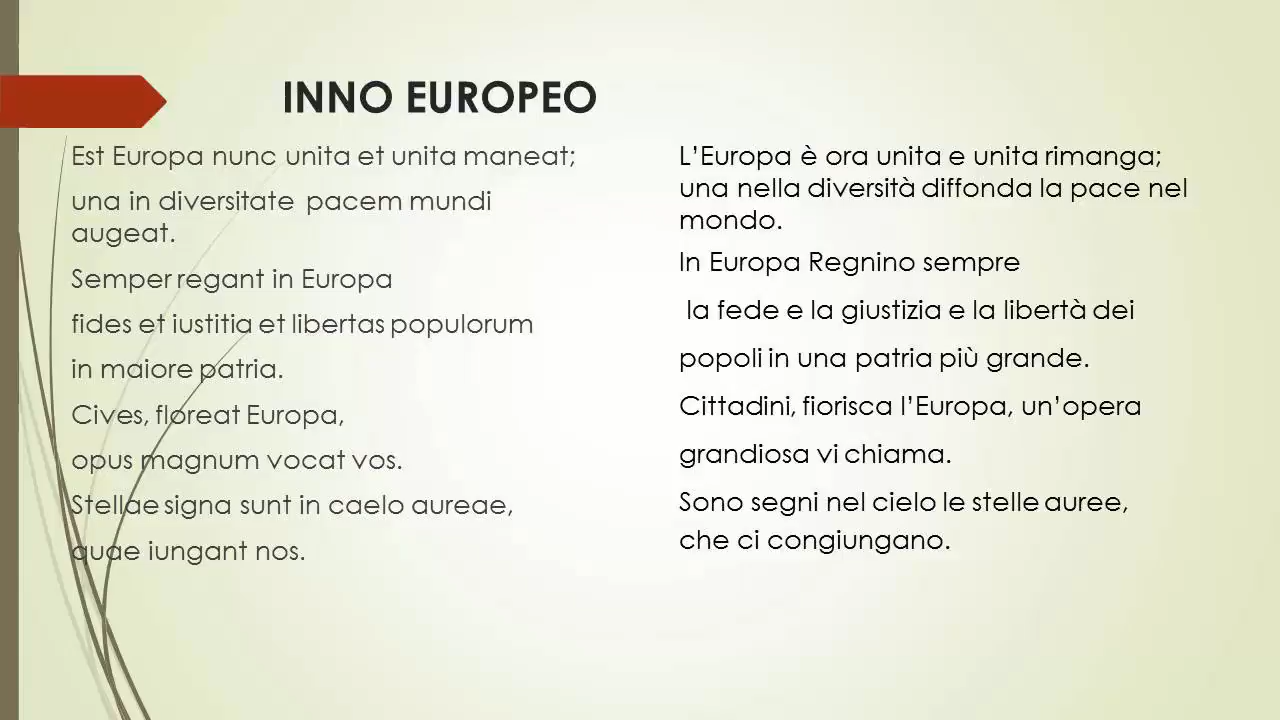 INNO EUROPEO
Est Europa nunc unita et unita maneat;
una in diversitate pacem mundi
augeat.
Semper regant in Europa
fides et iustitia et libertas populorum
in maiore patria.
Cives, floreat Europa,
opus magnum vocat vos.
Stellae signa sunt in caelo aureae,
quae iungant nos.
L'Europa è ora unita e unita rimanga;
una nella diversità diffonda la pace nel
mondo.
In Europa Regnino sempre
la fede e la giustizia e la libertà dei
popoli in una patria più grande.
Cittadini, fiorisca l'Europa, un'opera
grandiosa vi chiama.
Sono segni nel cielo le stelle auree,
che ci congiungano.